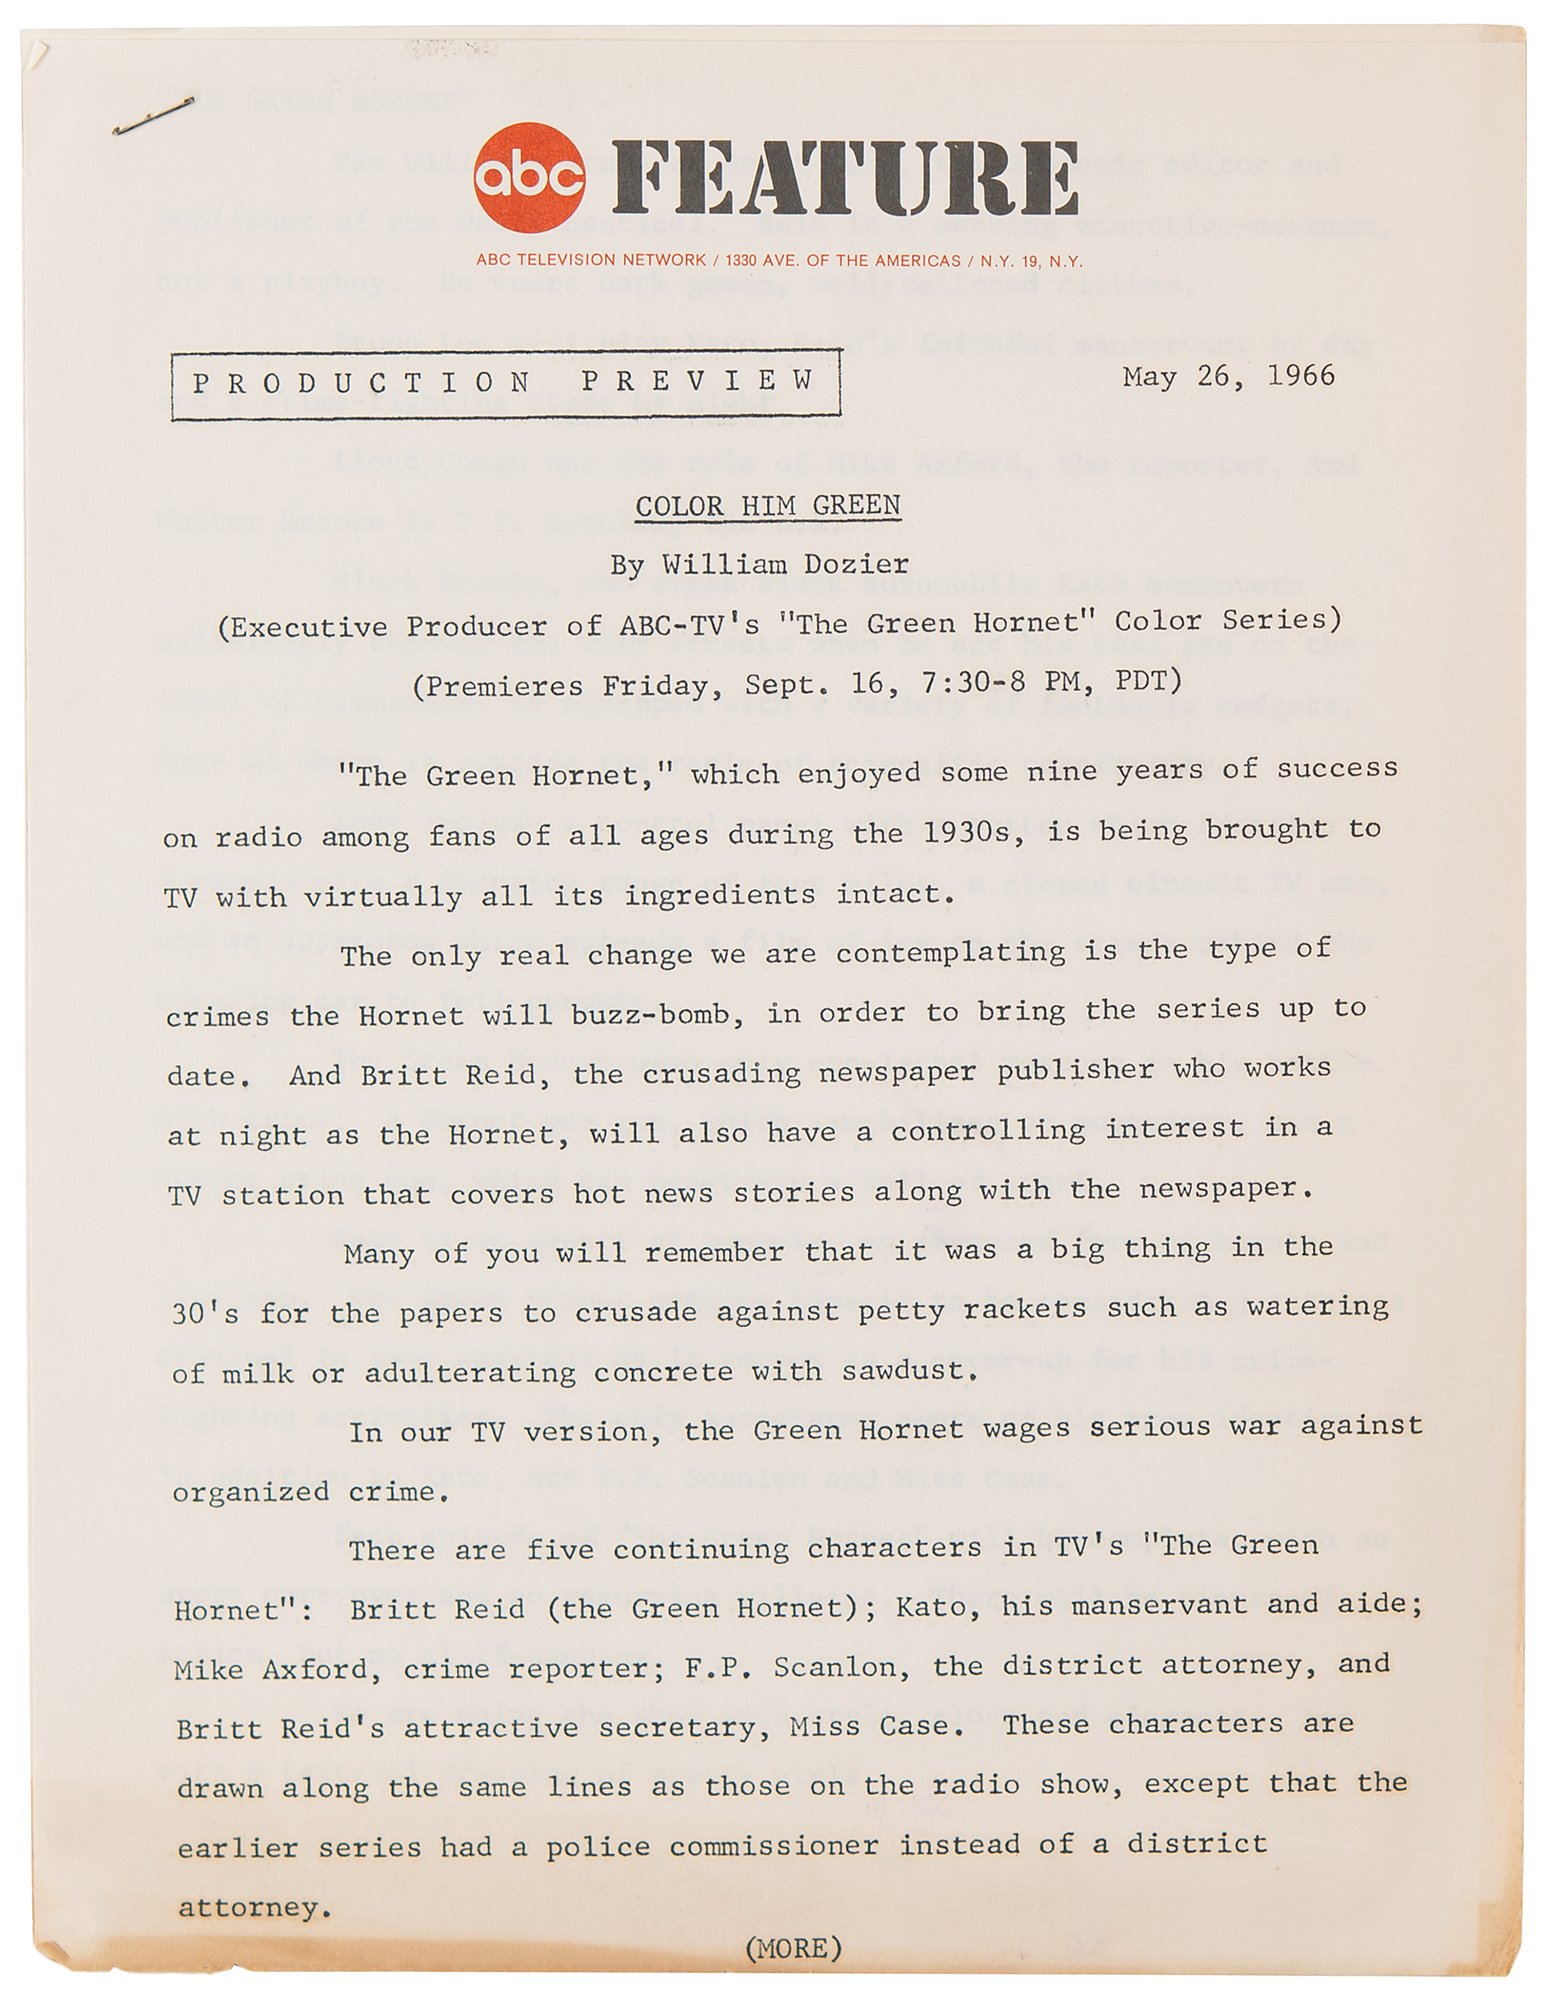 abc FEATURE
ABC TELEVISION NETWORK / 1330 AVE. OF THE AMERICAS / N.Y. 19, N.Y.
PRODUCTION PREVIEW
May 26, 1966
COLOR HIM GREEN
By William Dozier
(Executive Producer of ABC-TV's "The Green Hornet" Color Series)
(Premieres Friday, Sept. 16, 7:30-8 PM, PDT)
"The Green Hornet," which enjoyed some nine years of success
on radio among fans of all ages during the 1930s, is being brought to
TV with virtually all its ingredients intact.
The only real change we are contemplating is the type of
crimes the Hornet will buzz-bomb, in order to bring the series up to
date. And Britt Reid, the crusading newspaper publisher who works
at night as the Hornet, will also have a controlling interest in a
TV station that covers hot news stories along with the newspaper.
Many of you will remember that it was a big thing in the
30's for the papers to crusade against petty rackets such as watering
of milk or adulterating concrete with sawdust.
In our TV version, the Green Hornet wages serious war against
organized crime.
There are five continuing characters in TV's "The Green
Hornet": Britt Reid (the Green Hornet); Kato, his manservant and aide;
Mike Axford, crime reporter; F.P. Scanlon, the district attorney, and
Britt Reid's attractive secretary, Miss Case. These characters are
drawn along the same lines as those on the radio show, except that the
earlier series had a police commissioner instead of a district
attorney.
(MORE)